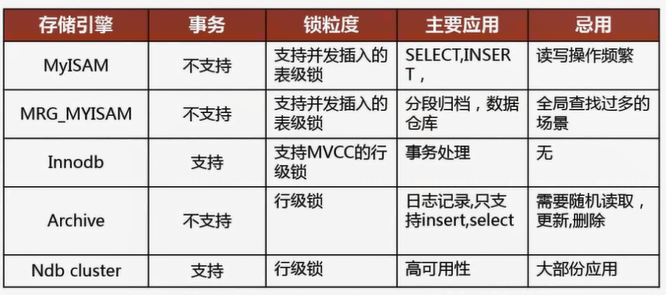 存储引擎 事务 锁粒度 主要应用 忌用
MyISAM 不支持 支持并发插入的 SELECT,INSER 读写操作频繁
表级锁 T，
MRG_MYISAM 不支持 支持并发插入的 分段归档，数据 全局查找过多的
表级锁 仓库 场景
Innodb 支持 支持MVCC的行 事务处理 无
级锁
Archive 不支持 行级锁 日志记录,只支 需要随机读取，
持insert,select 更新,删除
Ndb cluster 支持 行级锁 高可用性 大部份应用